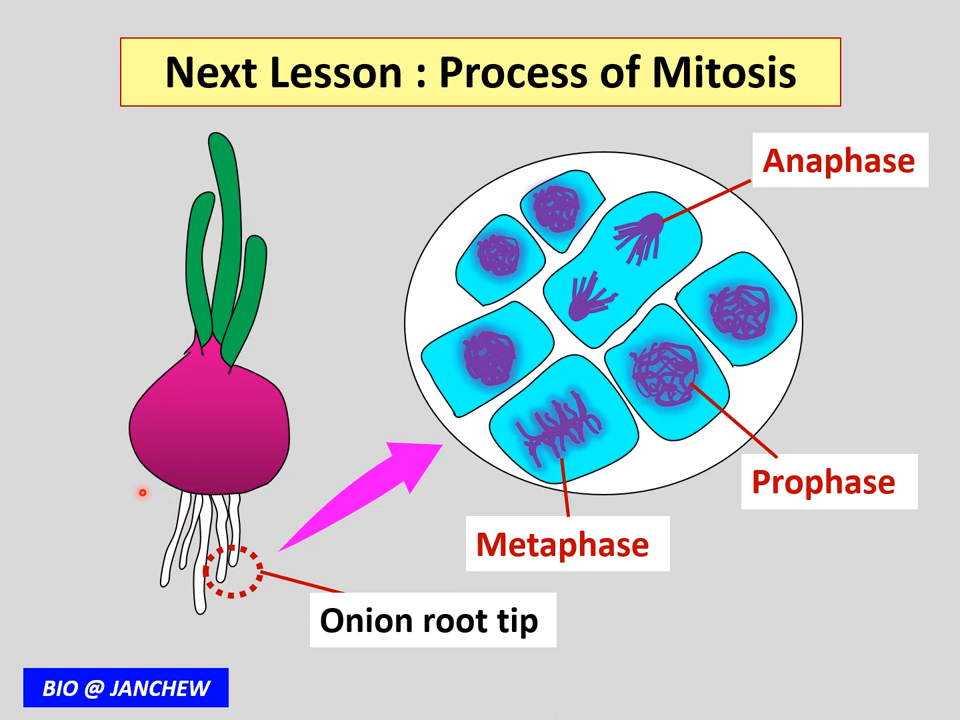 Next Lesson : Process of Mitosis
Anaphase
Prophase
Metaphase
Onion root tip
BIO @ JANCHEW